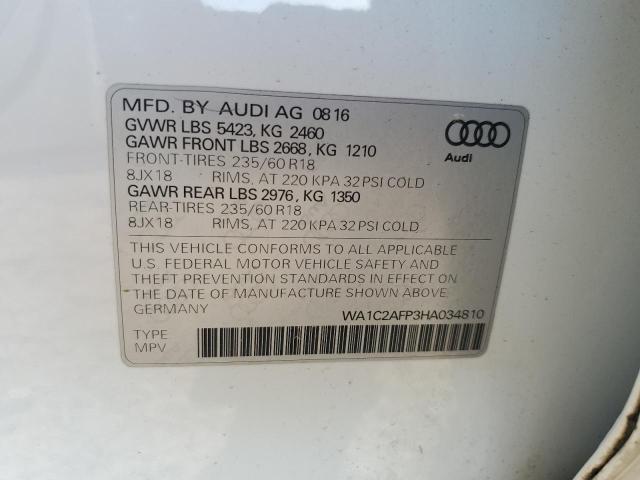 MFD. BY AUDI AG 08 16
GVWR LBS 5423, KG 2460
GAWR FRONT LBS 2668, KG 1210
FRONT-TIRES 235/60 R18
8JX18 RIMS, AT 220 KPA 32 PSI COLD
GAWR REAR LBS 2976, KG 1350
REAR-TIRES 235/60 R18
8JX18 RIMS, AT 220 KPA 32 PSI COLD
Audi
THIS VEHICLE CONFORMS TO ALL APPLICABLE
U.S. FEDERAL MOTOR VEHICLE SAFETY AND
THEFT PREVENTION STANDARDS IN EFFECT ON
THE DATE OF MANUFACTURE SHOWN ABOVE.
GERMANY WA1C2AFP3HA034810
TYPE
MPV